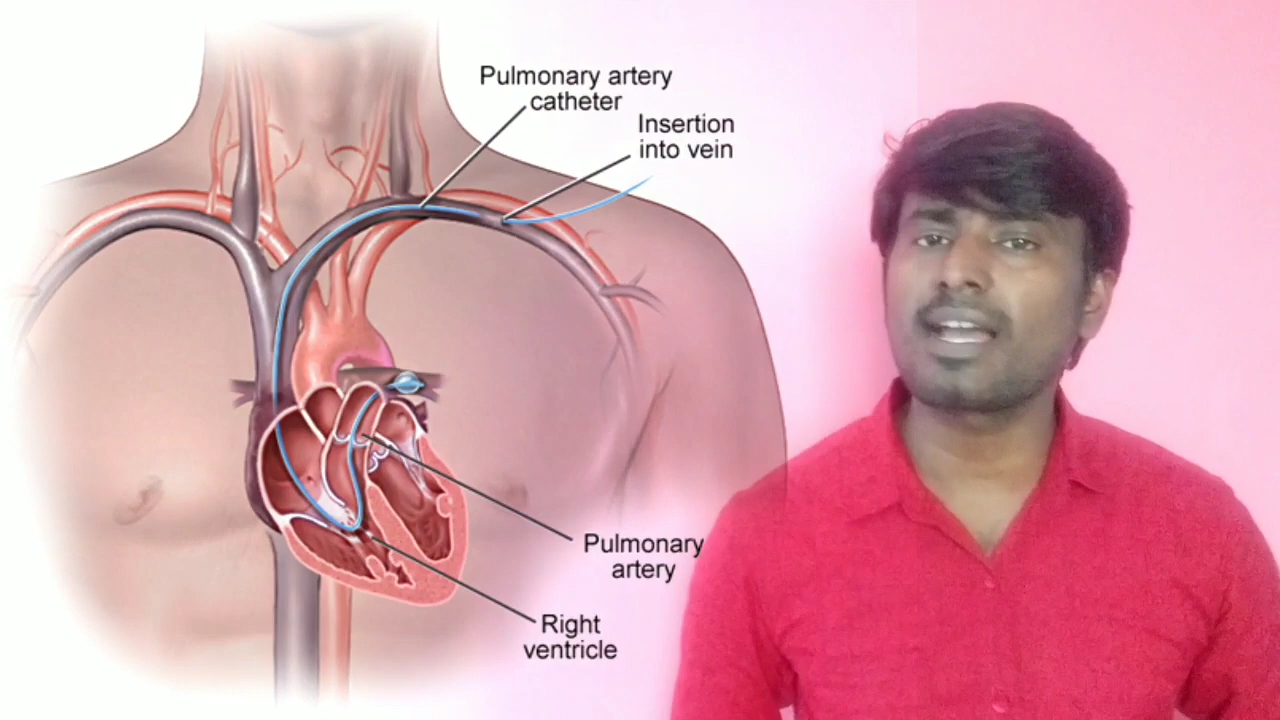 Pulmonary artery
catheter
Insertion
into vein
Pulmonary
artery
Right
ventricle